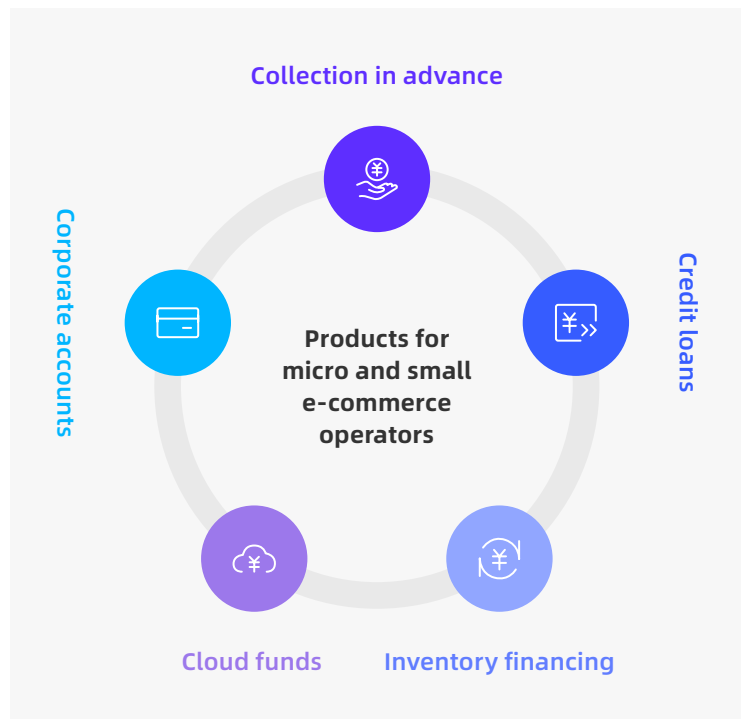 Collection in advance
Corporate accounts
Credit loans
Products for
micro and small
e-commerce
operators
Cloud funds
Inventory financing